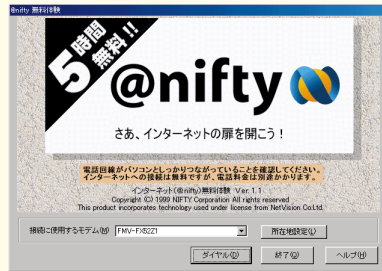 @nifty 無料体験
5時間
無料!!
@nifty
さあ、インターネットの扉を開こう！
電話回線がパソコンとしっかりつながっていることを確認してください。
インターネットへの接続は無料ですが、電話料金は別途かかります。
インターネット(@nifty)無料体験 Ver. 1.1
Copyright (C) 1999 NIFTY Corporation All rights reserved
This product incorporates technology used under license from NetVision Co.Ltd.
接続に使用するモデム(M) FMV-FX52Z1 所在地設定(L)
ダイヤル(D) 終了(Q) ヘルプ(H)